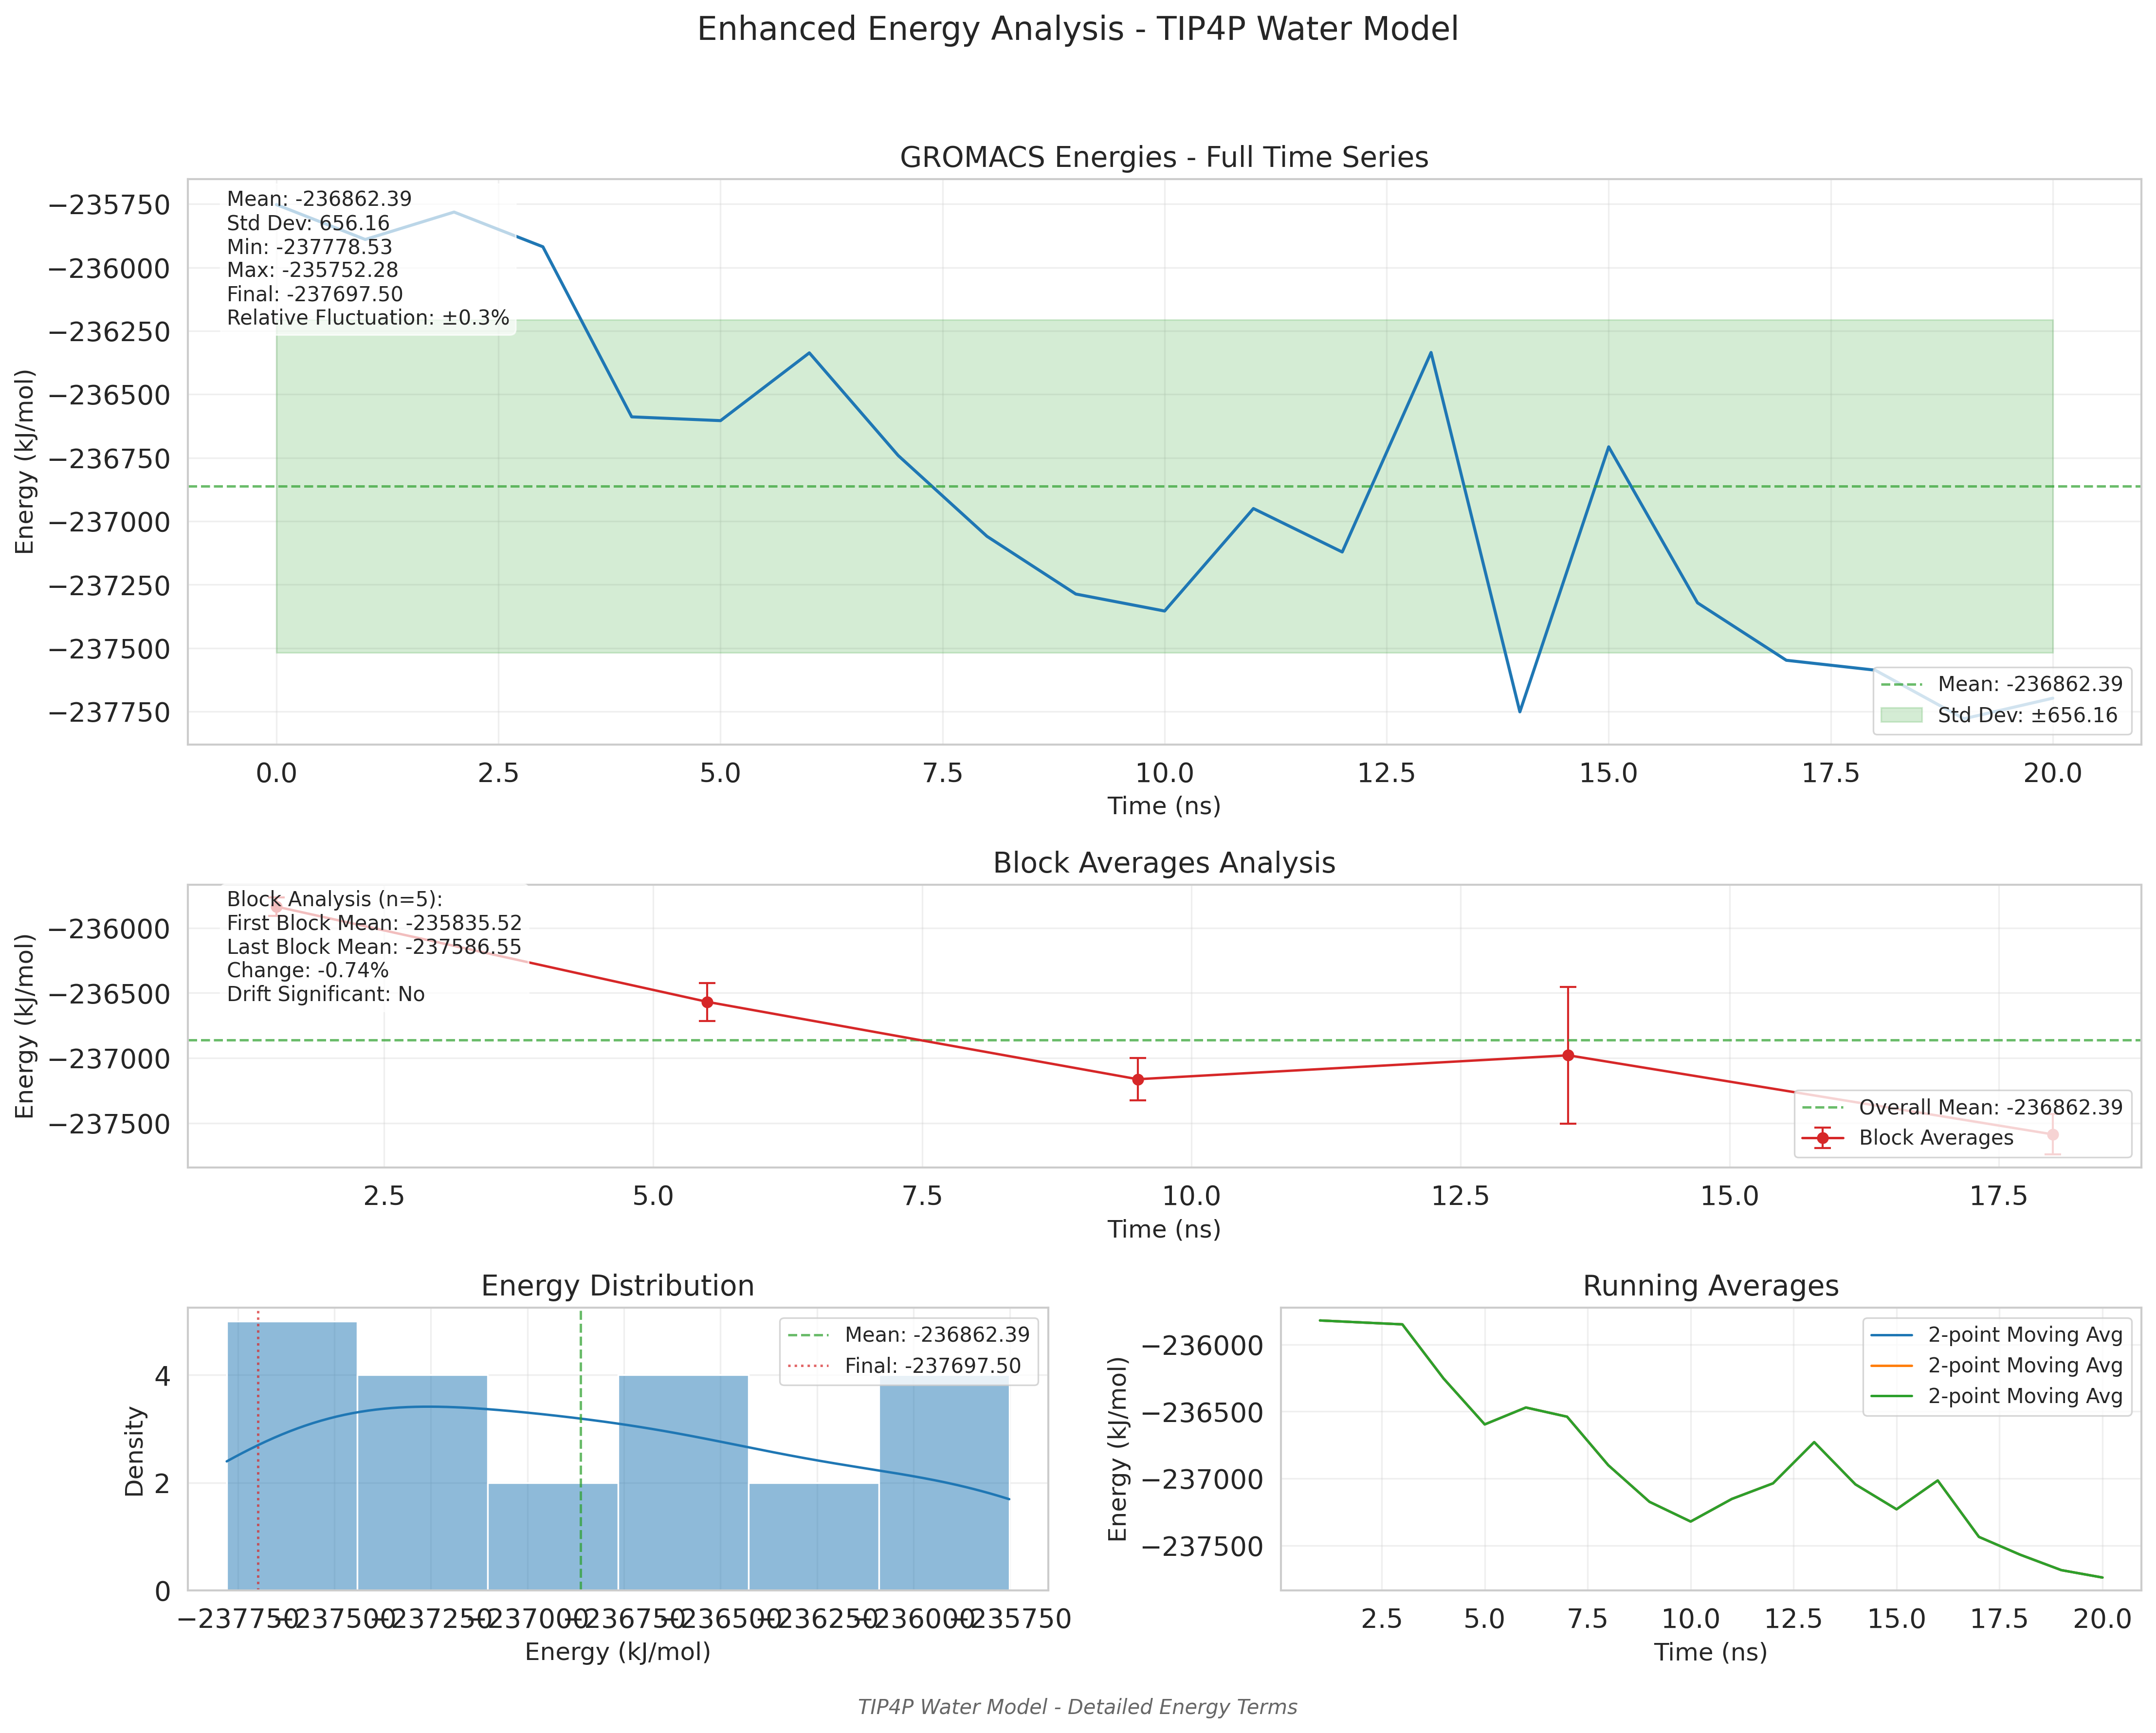 Enhanced Energy Analysis - TIP4P Water Model
GROMACS Energies - Full Time Series
Mean: -236862.39
Std Dev: 656.16
Min: -237778.53
Max: -235752.28
Final: -237697.50
Relative Fluctuation: ±0.3%
−235750
−236000
−236250
−236500
−236750
−237000
−237250
−237500
−237750
Energy (kJ/mol)
Mean: -236862.39
Std Dev: ±656.16
0.0 2.5 5.0 7.5 10.0 12.5 15.0 17.5 20.0
Time (ns)
Block Averages Analysis
Block Analysis (n=5):
First Block Mean: -235835.52
Last Block Mean: -237586.55
Change: -0.74%
Drift Significant: No
−236000
−236500
−237000
−237500
Energy (kJ/mol)
Overall Mean: -236862.39
Block Averages
2.5 5.0 7.5 10.0 12.5 15.0 17.5
Time (ns)
Energy Distribution
Mean: -236862.39
Final: -237697.50
4
2
0
Density
−237750 −237500 −237250 −237000 −236750 −236500 −236250 −236000 −235750
Energy (kJ/mol)
Running Averages
2-point Moving Avg
2-point Moving Avg
2-point Moving Avg
−236000
−236500
−237000
−237500
Energy (kJ/mol)
2.5 5.0 7.5 10.0 12.5 15.0 17.5 20.0
Time (ns)
TIP4P Water Model - Detailed Energy Terms